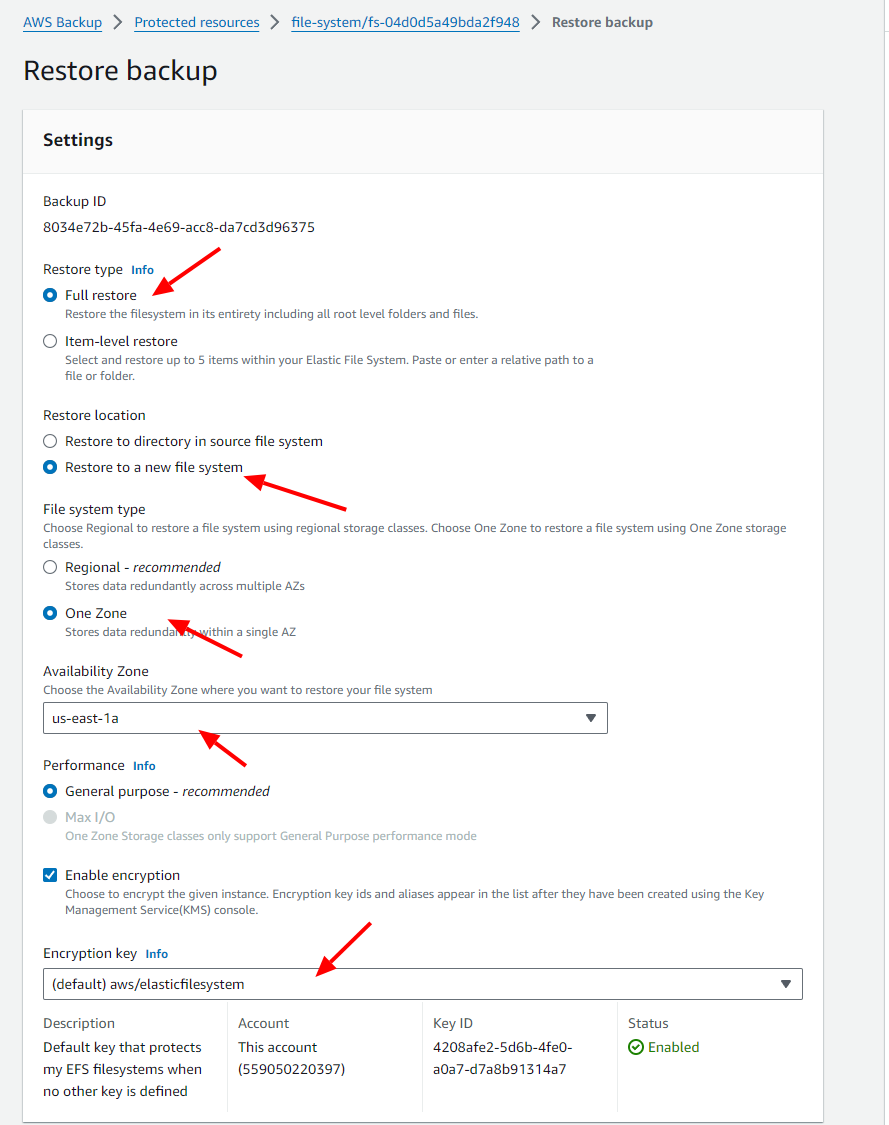 AWS Backup > Protected resources > file-system/fs-04d0d5a49bda2f948 > Restore backup
Restore backup
Settings
Backup ID
8034e72b-45fa-4e69-acc8-da7cd3d96375
Restore type Info
Full restore
Restore the filesystem in its entirety including all root level folders and files.
Item-level restore
Select and restore up to 5 items within your Elastic File System. Paste or enter a relative path to a
file or folder.
Restore location
Restore to directory in source file system
Restore to a new file system
File system type
Choose Regional to restore a file system using regional storage classes. Choose One Zone to restore a file system using One Zone storage
classes.
Regional - recommended
Stores data redundantly across multiple AZs
One Zone
Stores data redundantly within a single AZ
Availability Zone
Choose the Availability Zone where you want to restore your file system
us-east-1a
Performance Info
General purpose - recommended
Max I/O
One Zone Storage classes only support General Purpose performance mode
Enable encryption
Choose to encrypt the given instance. Encryption key ids and aliases appear in the list after they have been created using the Key
Management Service(KMS) console.
Encryption key Info
(default) aws/elasticfilesystem
Description
Default key that protects
my EFS filesystems when
no other key is defined
Account
This account
(559050220397)
Key ID
4208afe2-5d6b-4fe0-
a0a7-d7a8b91314a7
Status
Enabled